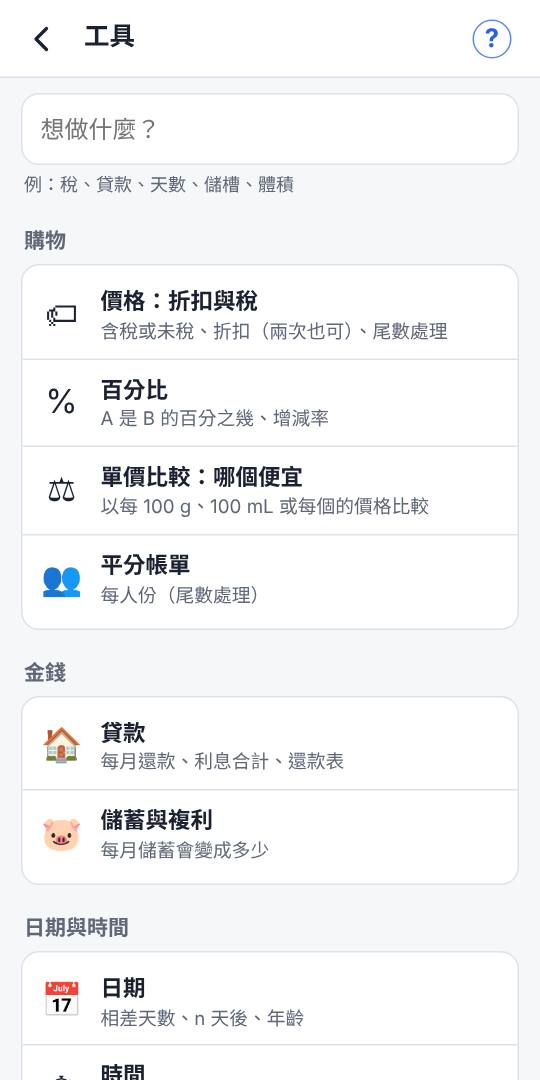 工具
?
想做什麼？
例：稅、貸款、天數、儲槽、體積
購物
價格：折扣與稅
含稅或未稅、折扣（兩次也可）、尾數處理
%
百分比
A 是 B 的百分之幾、增減率
單價比較：哪個便宜
以每 100 g、100 mL 或每個的價格比較
平分帳單
每人份（尾數處理）
金錢
貸款
每月還款、利息合計、還款表
儲蓄與複利
每月儲蓄會變成多少
日期與時間
July
17
日期
相差天數、n 天後、年齡
時間